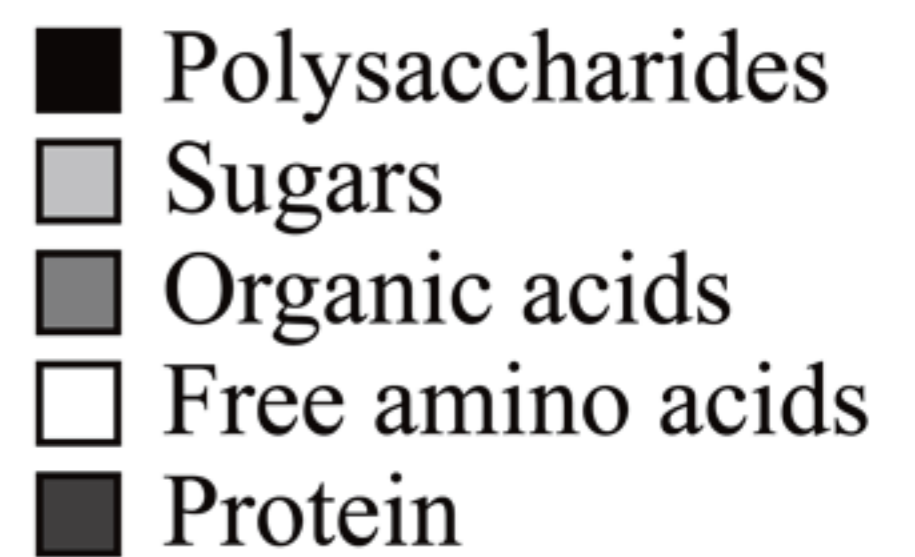 Polysaccharides
Sugars
Organic acids
Free amino acids
Protein